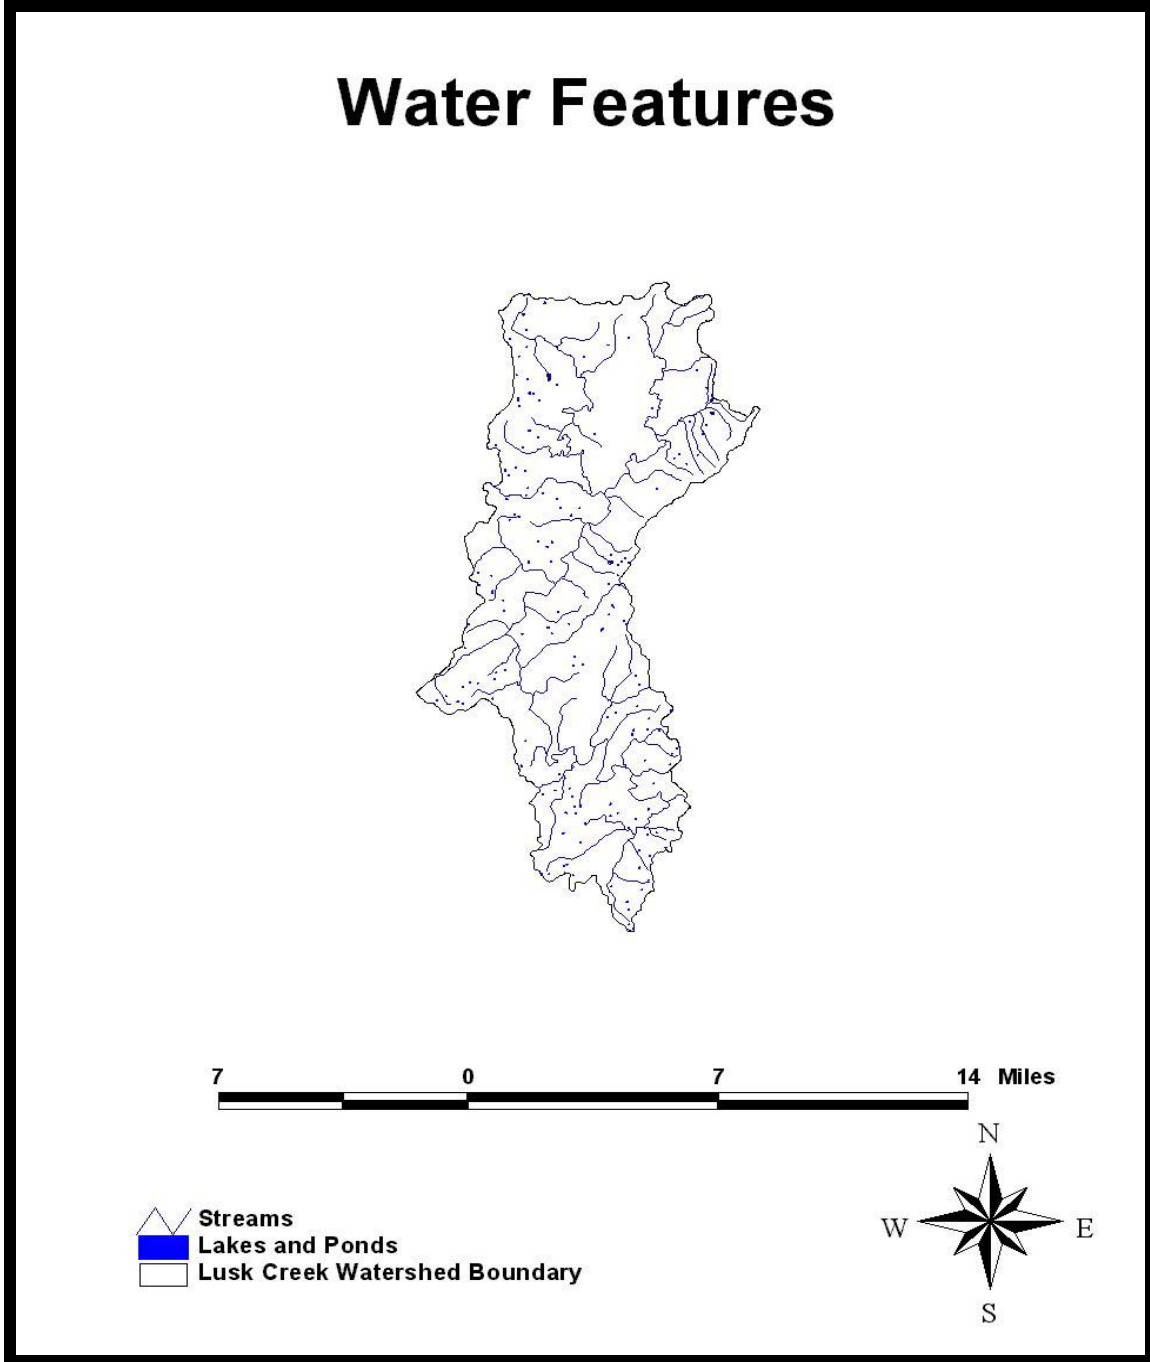 Water Features
7 0 7 14 Miles
N
W E
S
Streams
Lakes and Ponds
Lusk Creek Watershed Boundary